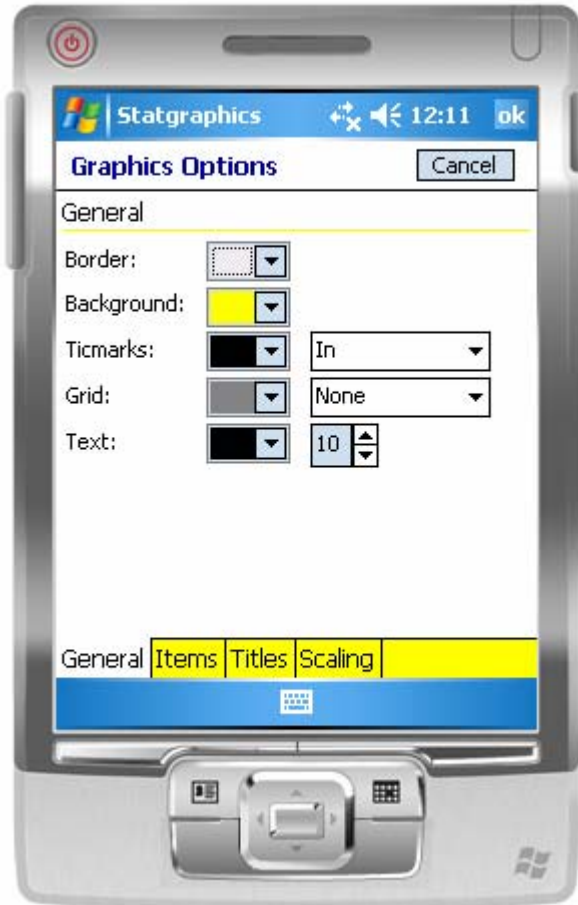 Statgraphics 12:11 ok
Graphics Options Cancel
General
Border:
Background:
Ticmarks: In
Grid: None
Text: 10
General Items Titles Scaling